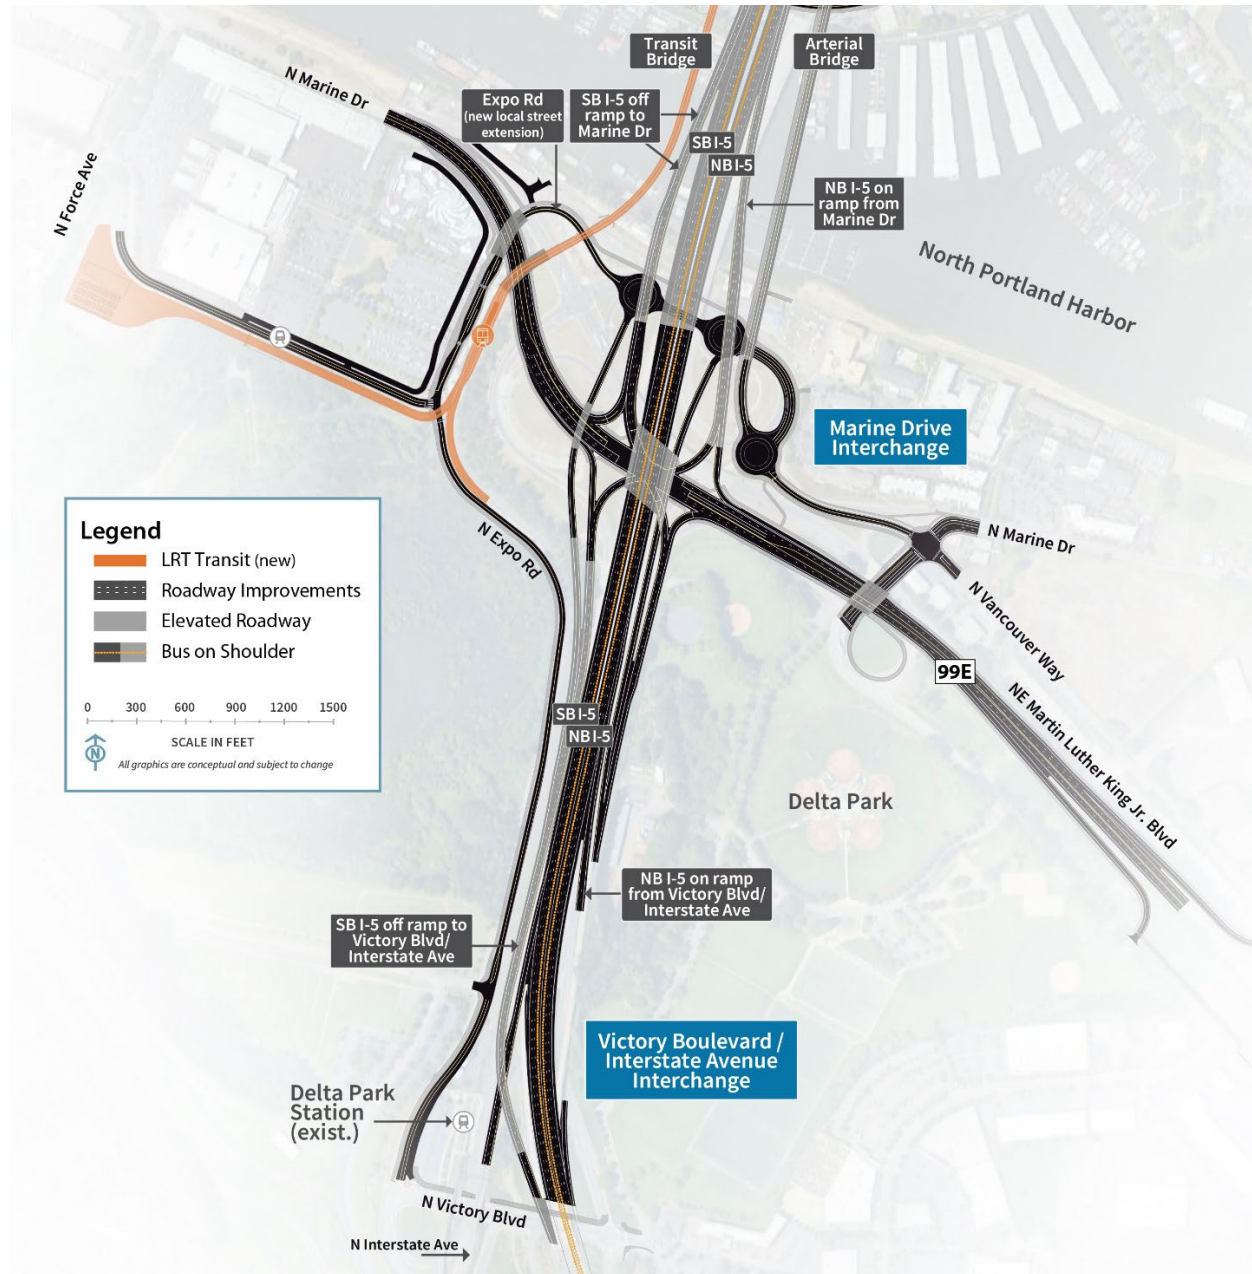 Transit
Bridge
Arterial
Bridge
N Marine Dr
Expo Rd
(new local street
extension)
SB I-5 off
ramp to
Marine Dr
SB I-5
NB I-5
N Force Ave
NB I-5 on
ramp from
Marine Dr
North Portland Harbor
Marine Drive
Interchange
Legend
LRT Transit (new)
Roadway Improvements
Elevated Roadway
Bus on Shoulder
0 300 600 900 1200 1500
SCALE IN FEET
N
All graphics are conceptual and subject to change
N Expo Rd
N Marine Dr
N Vancouver Way
99E
NE Martin Luther King Jr. Blvd
SB I-5
NB I-5
Delta Park
NB I-5 on ramp
from Victory Blvd/
Interstate Ave
SB I-5 off ramp to
Victory Blvd/
Interstate Ave
Victory Boulevard /
Interstate Avenue
Interchange
Delta Park
Station
(exist.)
N Victory Blvd
N Interstate Ave